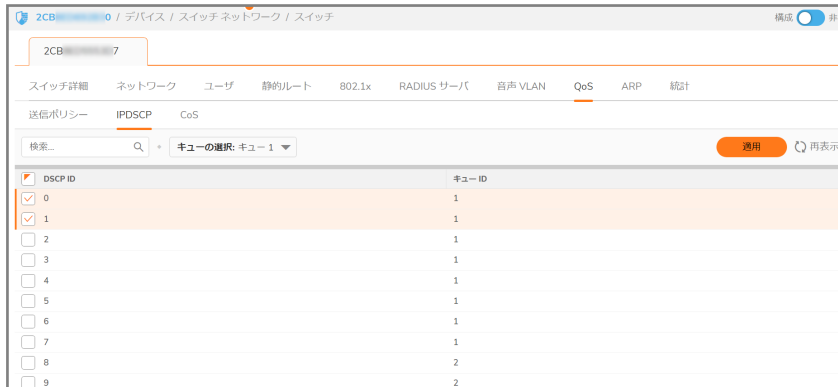 2CB 0 / デバイス / スイッチ ネットワーク / スイッチ 構成 非
2CB 7
スイッチ詳細 ネットワーク ユーザ 静的ルート 802.1x RADIUS サーバ 音声 VLAN QoS ARP 統計
送信ポリシー IPDSCP CoS
検索... キューの選択: キュー 1 適用 再表示
DSCP ID キュー ID
0 1
1 1
2 1
3 1
4 1
5 1
6 1
7 1
8 2
9 2